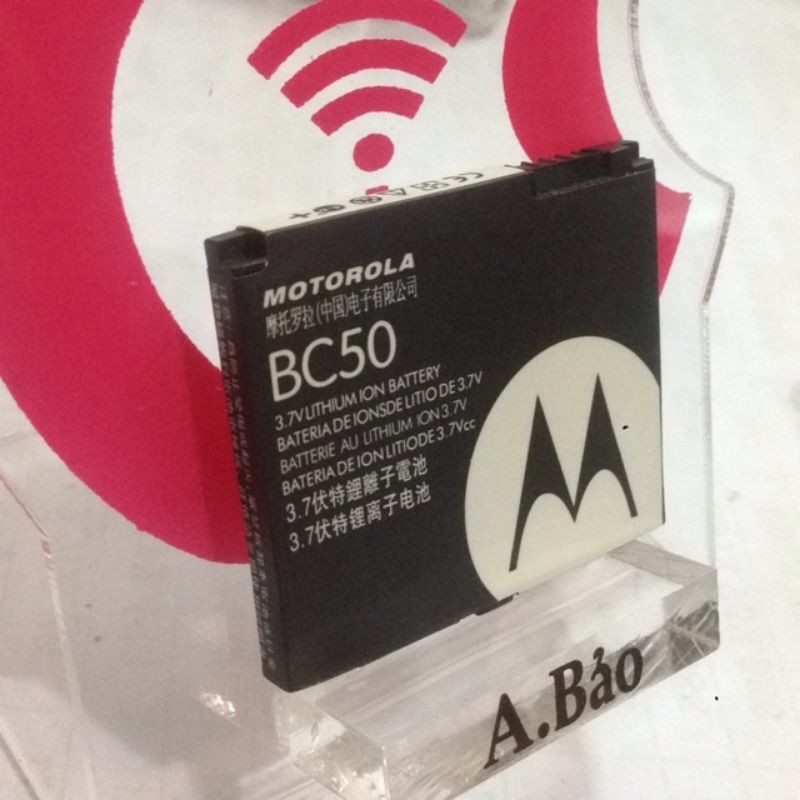 MOTOROLA
摩托罗拉(中国)电子有限公司
BC50
3.7V LITHIUM ION BATTERY
BATERIA DE IONSDE LITIO DE 3.7V
BATTERIE AU LITHIUM ION 3.7V
BATERIA DE ION LITIODE 3.7Vcc
3.7伏特鋰離子電池
3.7伏特锂离子电池
A.Bảo